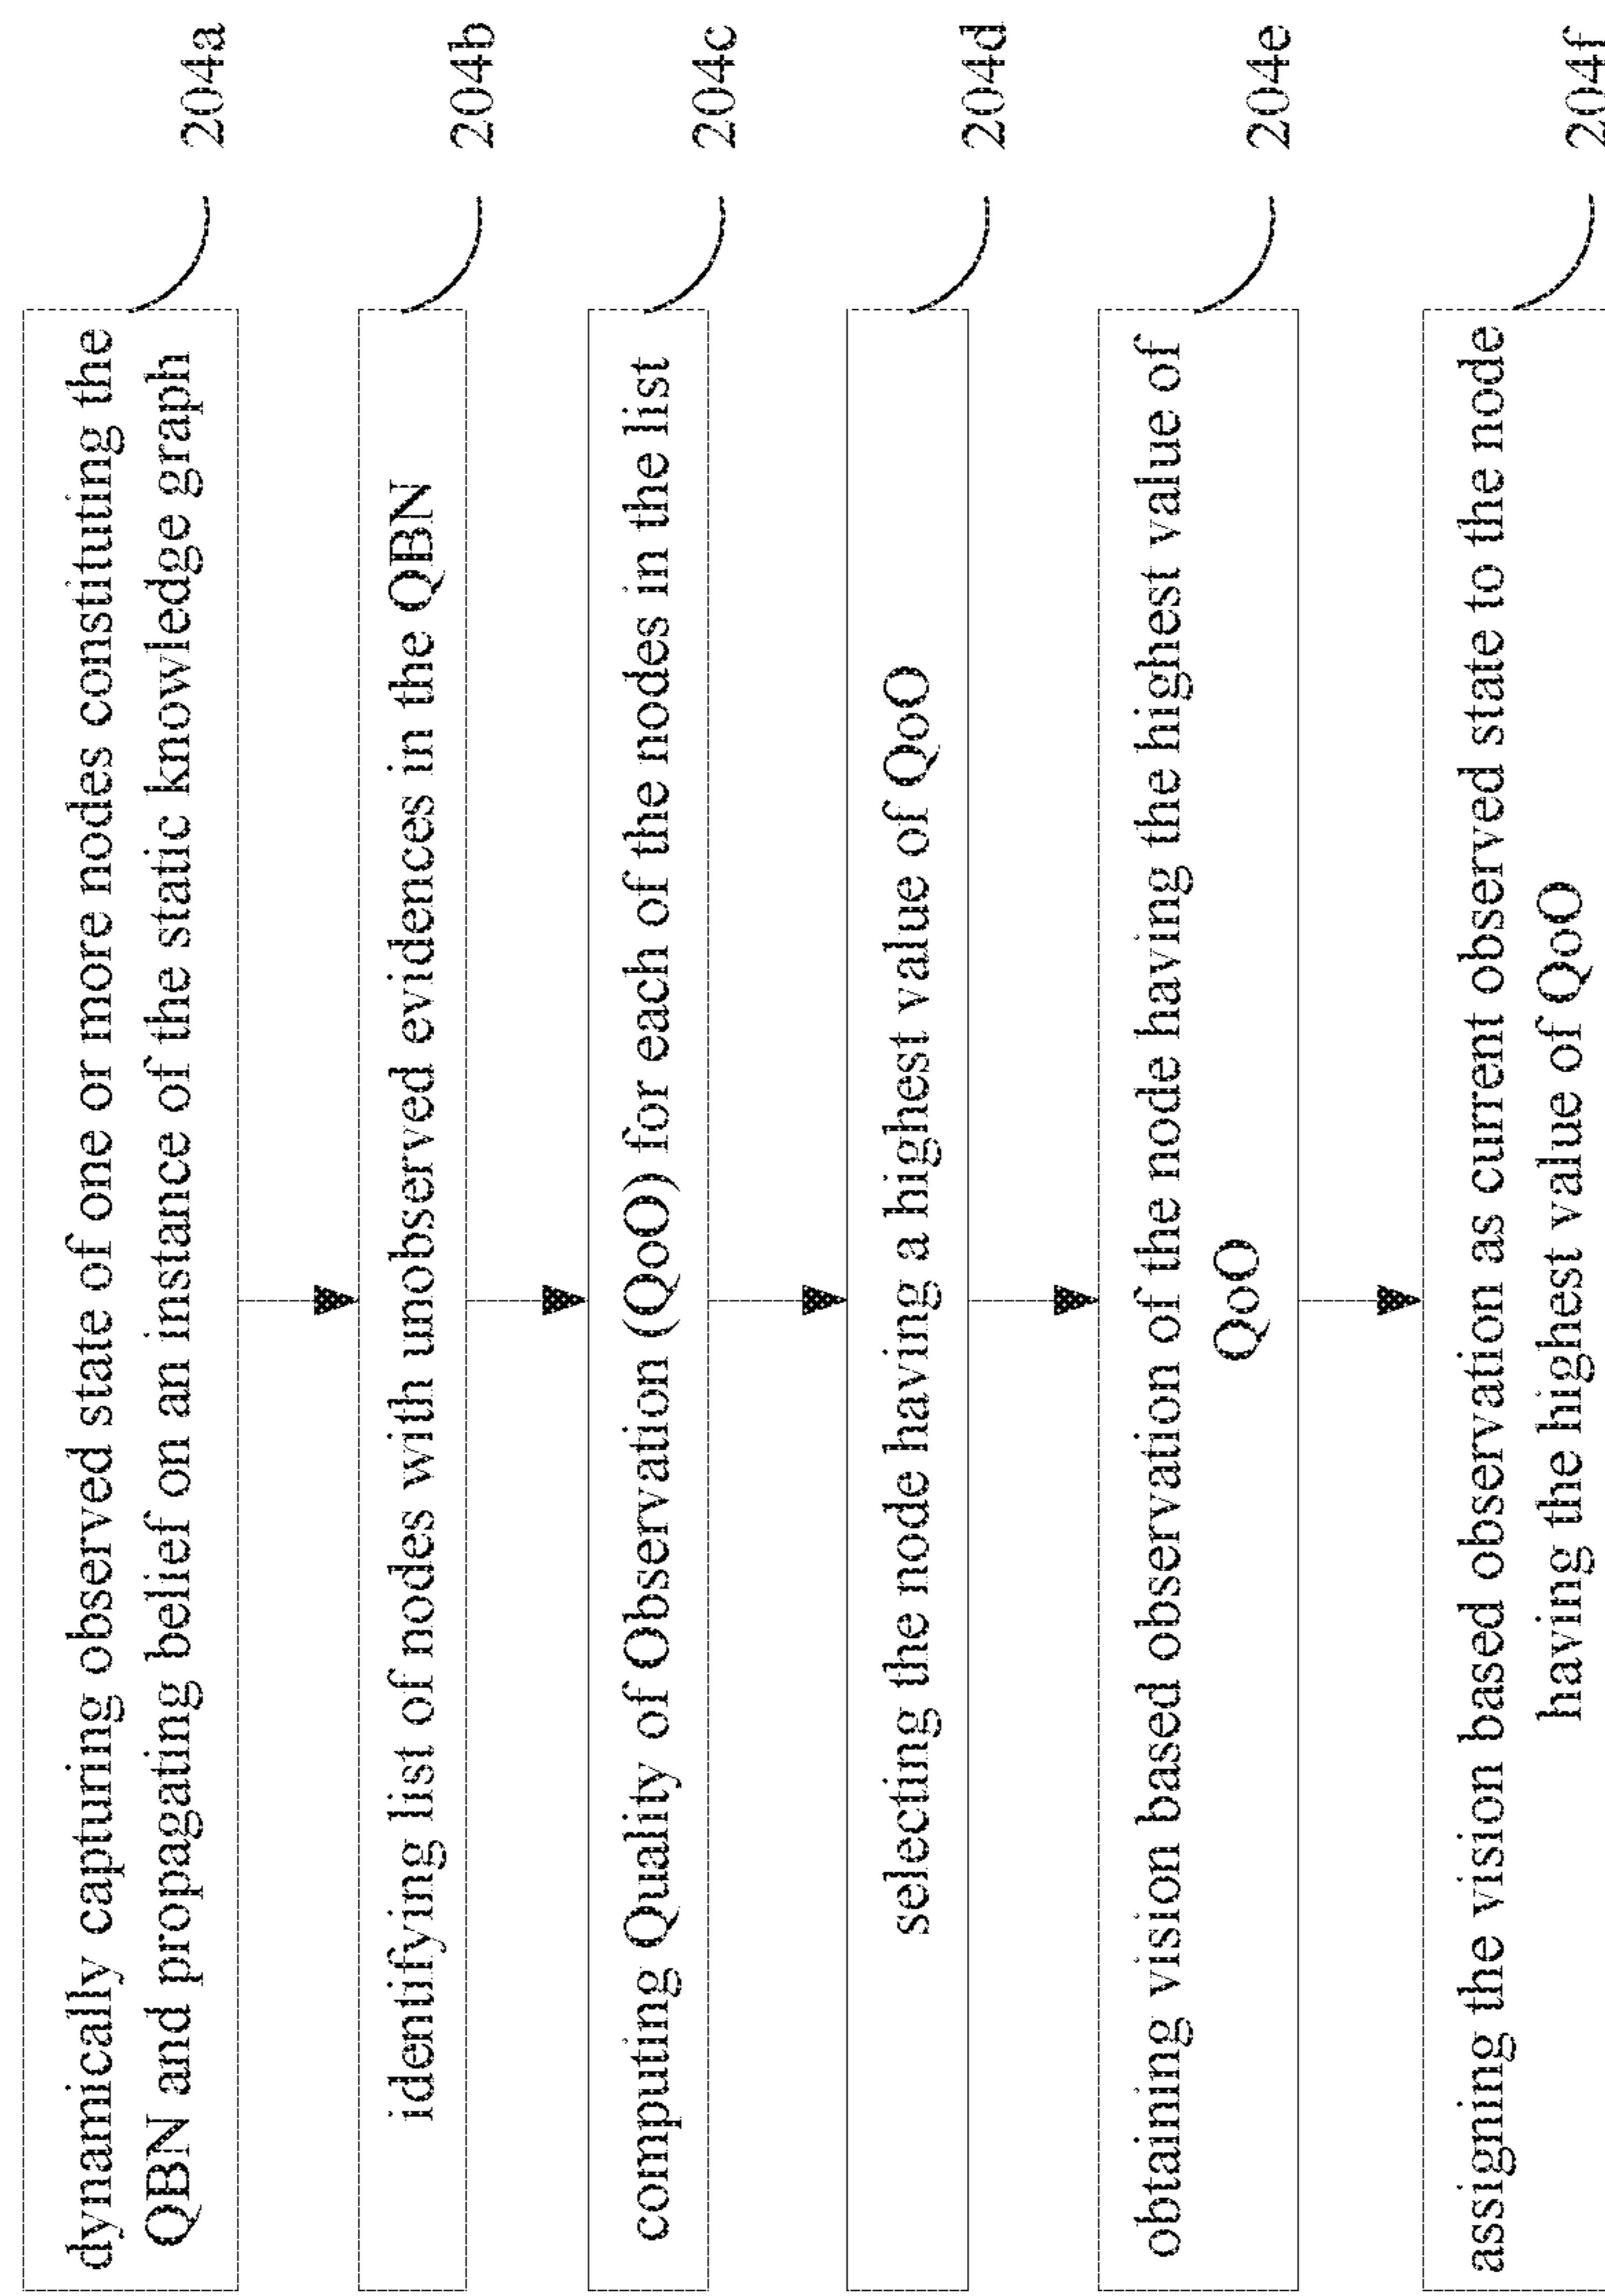 dynamically capturing observed state of one or more nodes constituting the
QBN and propagating belief on an instance of the static knowledge graph
204a
identifying list of nodes with unobserved evidences in the QBN
204b
computing Quality of Observation (QoO) for each of the nodes in the list
204c
selecting the node having a highest value of QoO
204d
obtaining vision based observation of the node having the highest value of
QoO
204e
assigning the vision based observation as current observed state to the node
having the highest value of QoO
204f